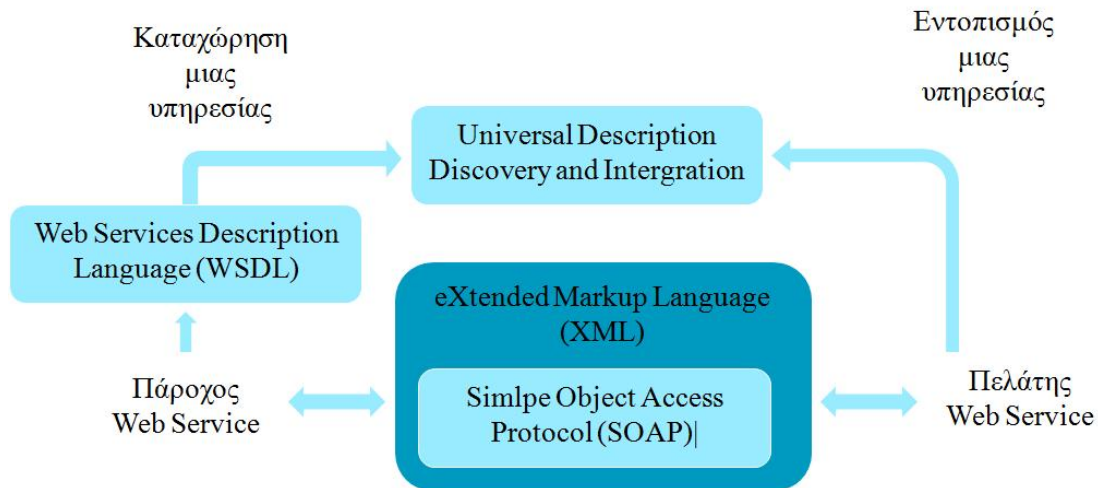 Καταχώρηση
μιας
υπηρεσίας
Εντοπισμός
μιας
υπηρεσίας
Universal Description
Discovery and Intergration
Web Services Description
Language (WSDL)
eXtended Markup Language
(XML)
Simlpe Object Access
Protocol (SOAP)|
Πάροχος
Web Service
Πελάτης
Web Service